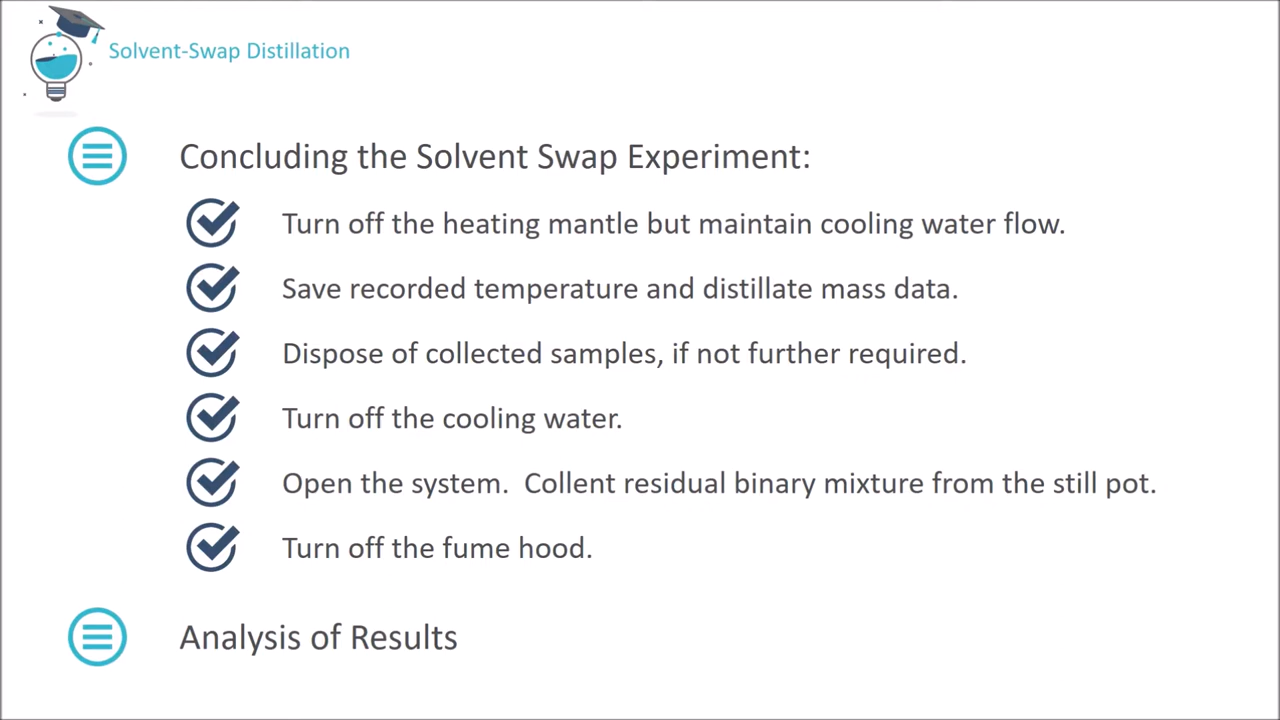 Solvent-Swap Distillation
Concluding the Solvent Swap Experiment:
Turn off the heating mantle but maintain cooling water flow.
Save recorded temperature and distillate mass data.
Dispose of collected samples, if not further required.
Turn off the cooling water.
Open the system.  Collent residual binary mixture from the still pot.
Turn off the fume hood.
Analysis of Results